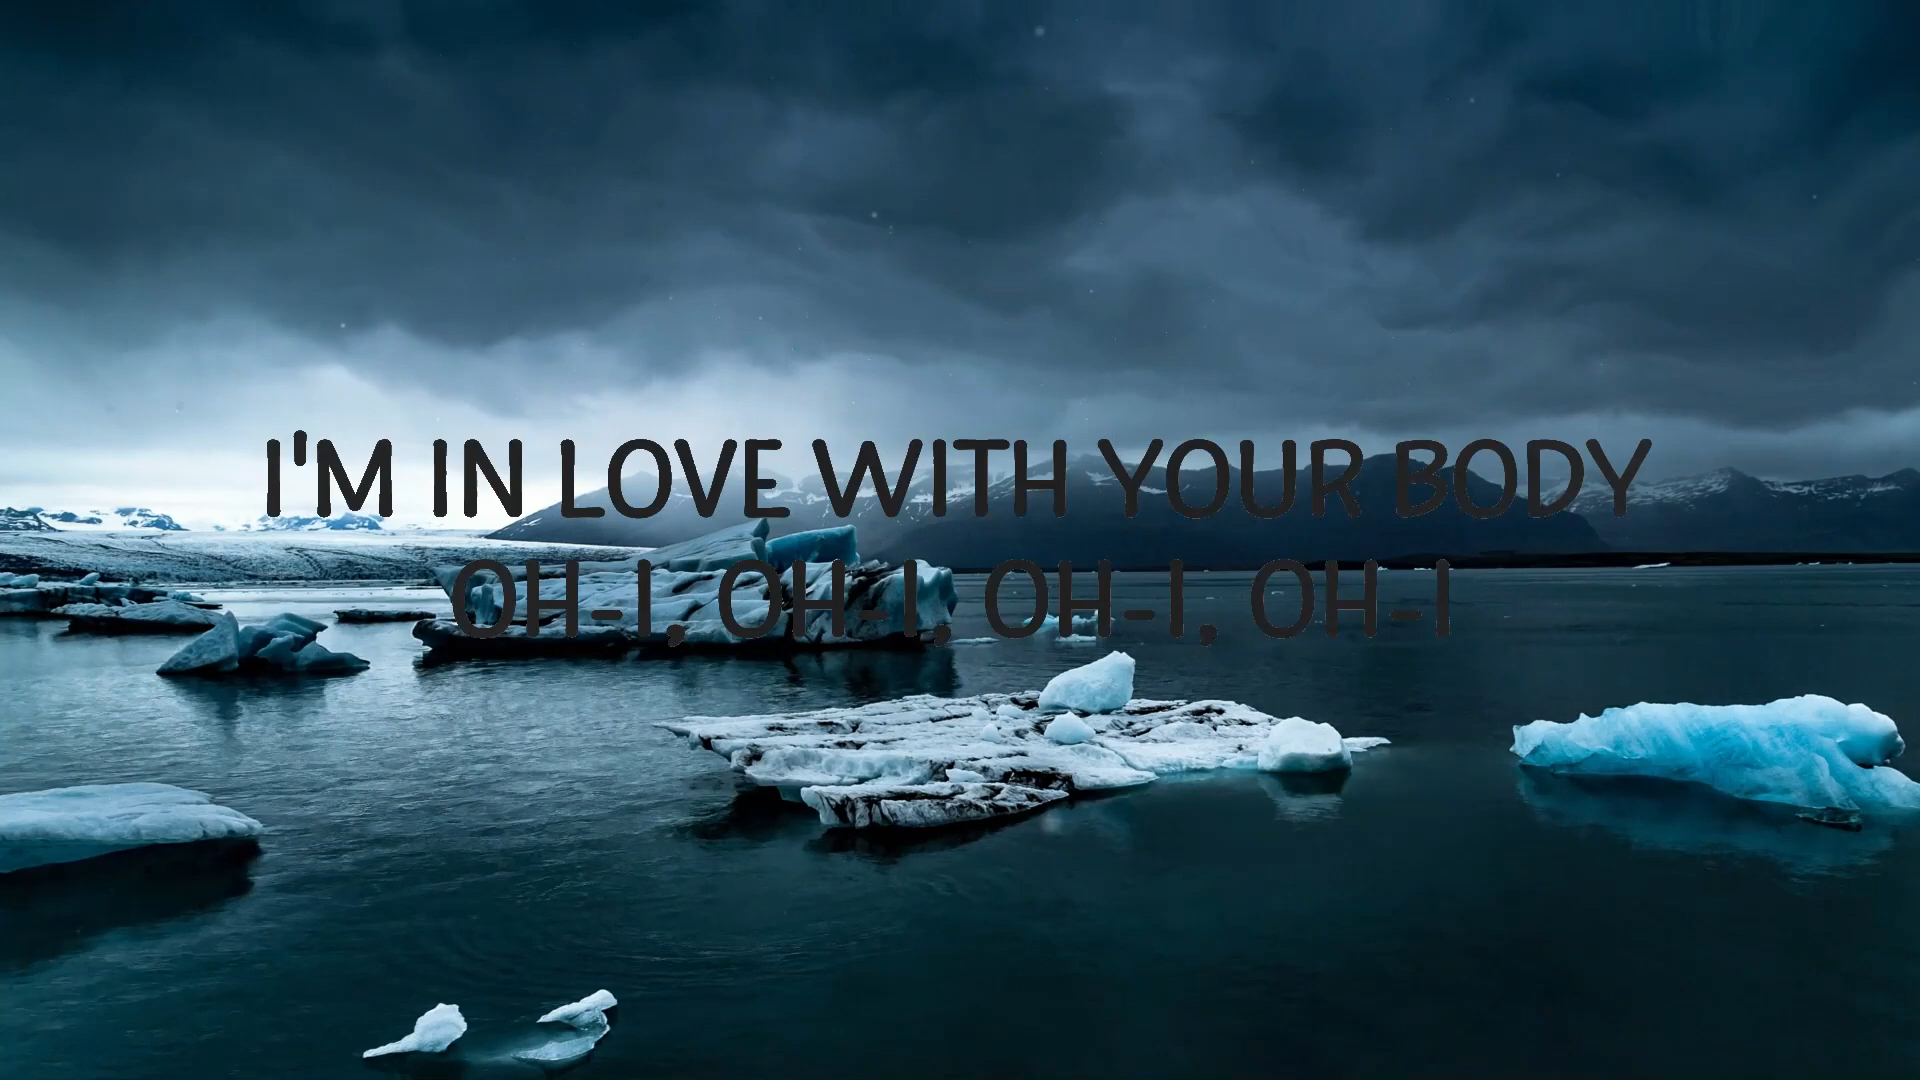 I'M IN LOVE WITH YOUR BODY
OH-I, OH-I, OH-I, OH-I